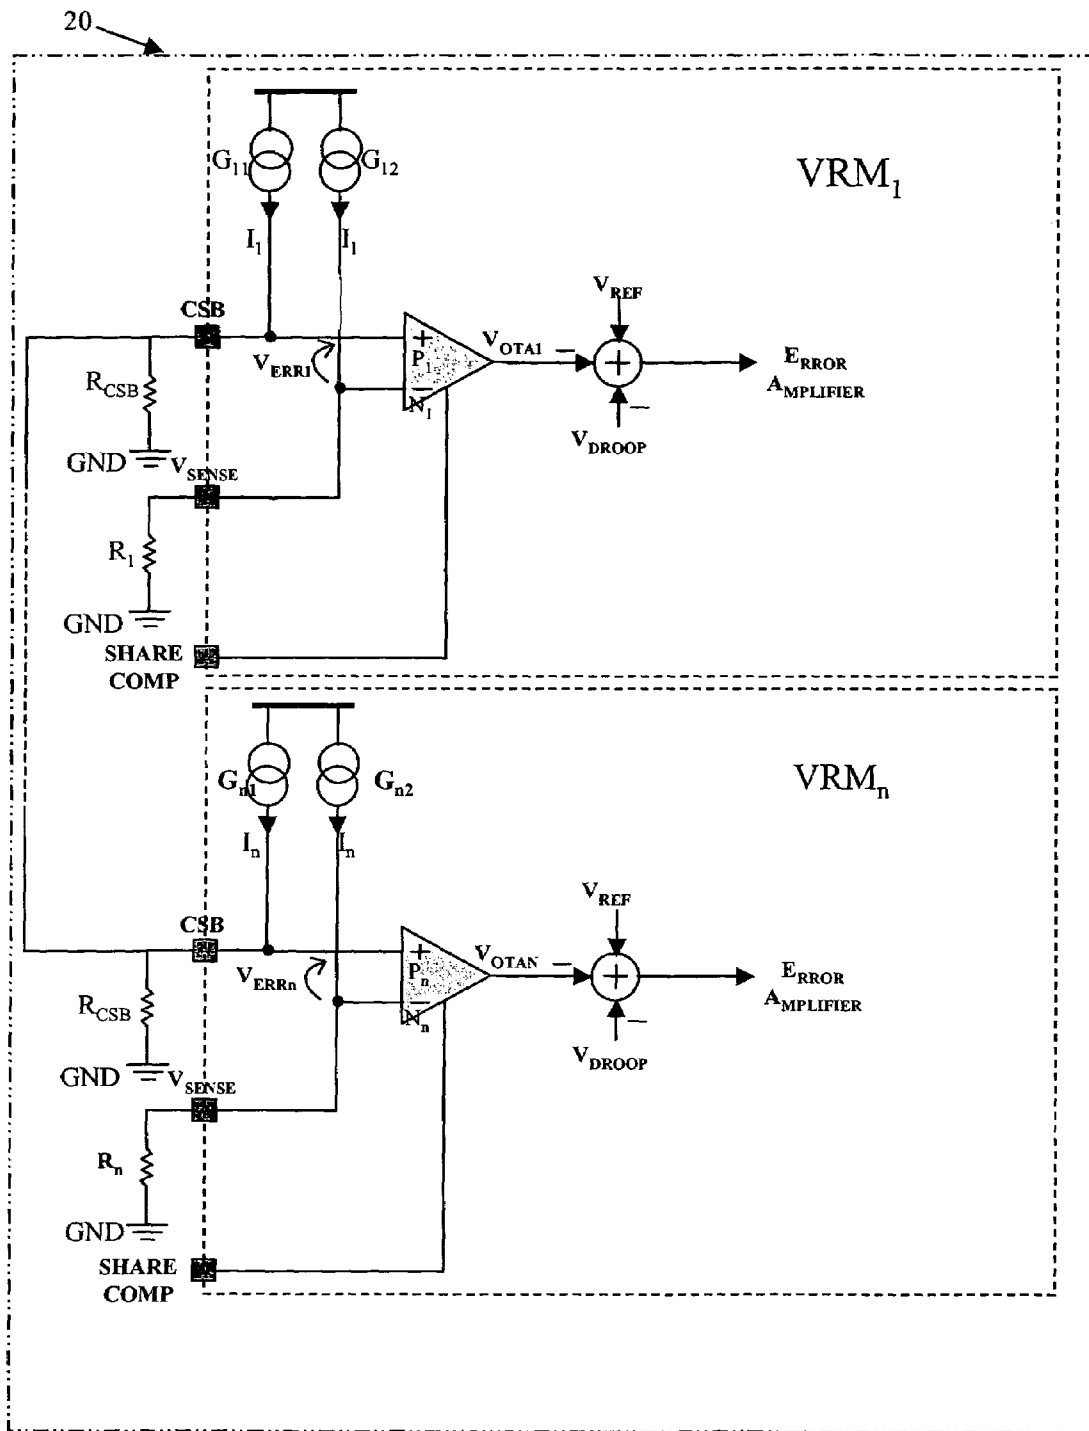 20
G11 G12
VRM1
I1 I1
CSB
VREF
+
P1
VOTA1 −
+
ERROR
AMPLIFIER
VERR1
−
N1
RCSB
−
VDROOP
GND
VSENSE
R1
GND
SHARE
COMP
Gn1 Gn2
VRMn
In In
CSB
VREF
+
Pn
VOTAN −
+
ERROR
AMPLIFIER
VERRn
−
Nn
RCSB
−
VDROOP
GND
VSENSE
Rn
GND
SHARE
COMP